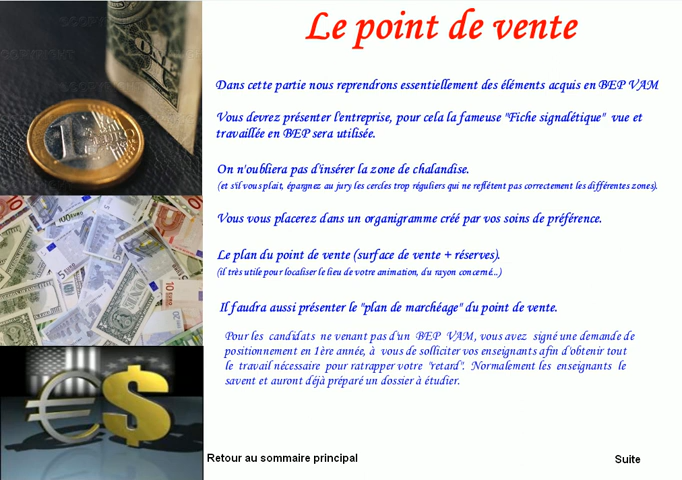 Le point de vente
Dans cette partie nous reprendrons essentiellement des éléments acquis en BEP VAM
Vous devrez présenter l'entreprise, pour cela la fameuse "Fiche signalétique" vue et
travaillée en BEP sera utilisée.
On n'oubliera pas d'insérer la zone de chalandise.
(et s'il vous plait, épargnez au jury les cercles trop réguliers qui ne reflétent pas correctement les différentes zones).
Vous vous placerez dans un organigramme créé par vos soins de préférence.
Le plan du point de vente (surface de vente + réserves).
(il très utile pour localiser le lieu de votre animation, du rayon concerné...)
Il faudra aussi présenter le "plan de marchéage" du point de vente.
Pour les candidats ne venant pas d'un BEP VAM, vous avez signé une demande de
positionnement en 1ère année, à vous de solliciter vos enseignants afin d'obtenir tout
le travail nécessaire pour ratrapper votre "retard". Normalement les enseignants le
savent et auront déjà préparé un dossier à étudier.
Retour au sommaire principal
Suite